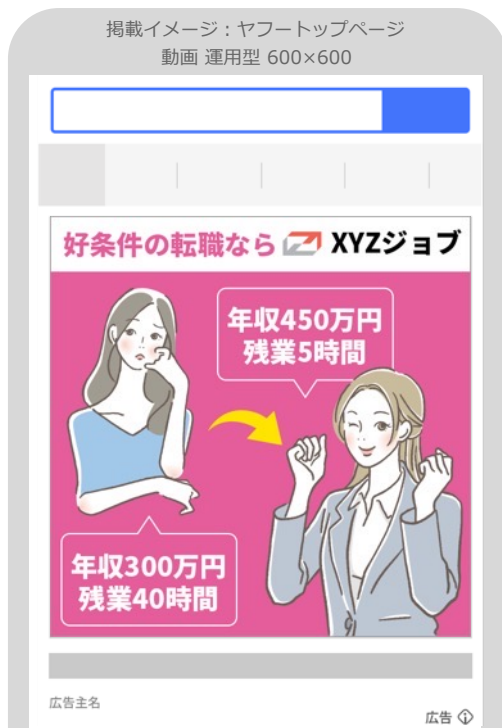 掲載イメージ：ヤフートップページ
動画 運用型 600×600
好条件の転職なら XYZジョブ
年収450万円
残業5時間
年収300万円
残業40時間
広告主名
広告